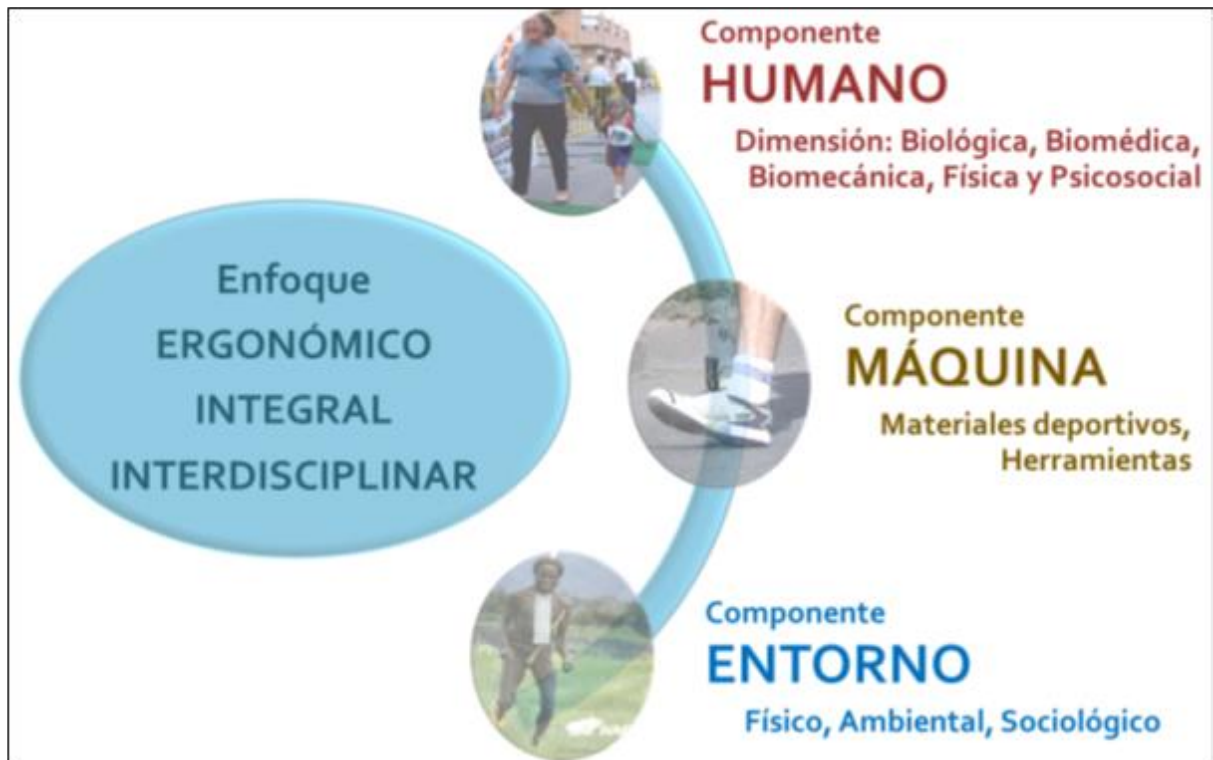 Enfoque
ERGONÓMICO
INTEGRAL
INTERDISCIPLINAR
Componente
HUMANO
Dimensión: Biológica, Biomédica,
Biomecánica, Física y Psicosocial
Componente
MÁQUINA
Materiales deportivos,
Herramientas
Componente
ENTORNO
Físico, Ambiental, Sociológico